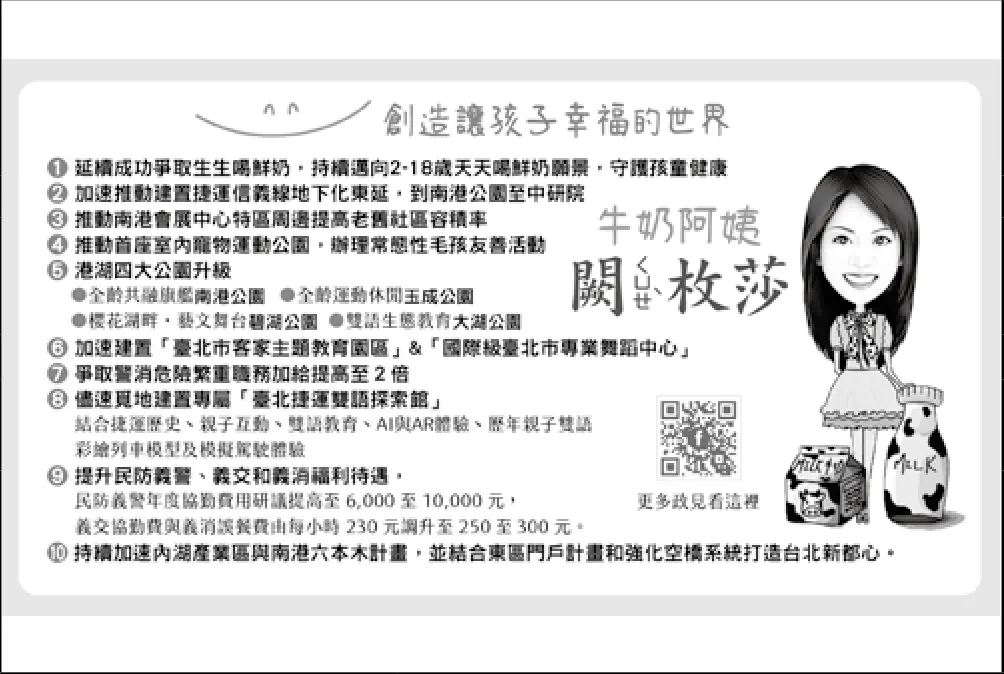 創造讓孩子幸福的世界
❶ 延續成功爭取生生喝鮮奶，持續邁向2-18歲天天喝鮮奶願景，守護孩童健康
❷ 加速推動建置捷運信義線地下化東延，到南港公園至中研院
❸ 推動南港會展中心特區周邊提高老舊社區容積率
❹ 推動首座室內寵物運動公園，辦理常態性毛孩友善活動
❺ 港湖四大公園升級
●全齡共融旗艦南港公園 ●全齡運動休閒玉成公園
●櫻花湖畔・藝文舞台碧湖公園 ●雙語生態教育大湖公園
❻ 加速建置「臺北市客家主題教育園區」&「國際級臺北市專業舞蹈中心」
❼ 爭取警消危險繁重職務加給提高至 2 倍
❽ 儘速覓地建置專屬「臺北捷運雙語探索館」
結合捷運歷史、親子互動、雙語教育、AI與AR體驗、歷年親子雙語
彩繪列車模型及模擬駕駛體驗
❾ 提升民防義警、義交和義消福利待遇，
民防義警年度協勤費用研議提高至 6,000 至 10,000 元，
義交協勤費與義消誤餐費由每小時 230 元調升至 250 至 300 元。
❿ 持續加速內湖產業區與南港六本木計畫，並結合東區門戶計畫和強化空橋系統打造台北新都心。
牛奶阿姨
闕ㄑㄩㄝˋ枚莎
更多政見看這裡
MILK
MILK